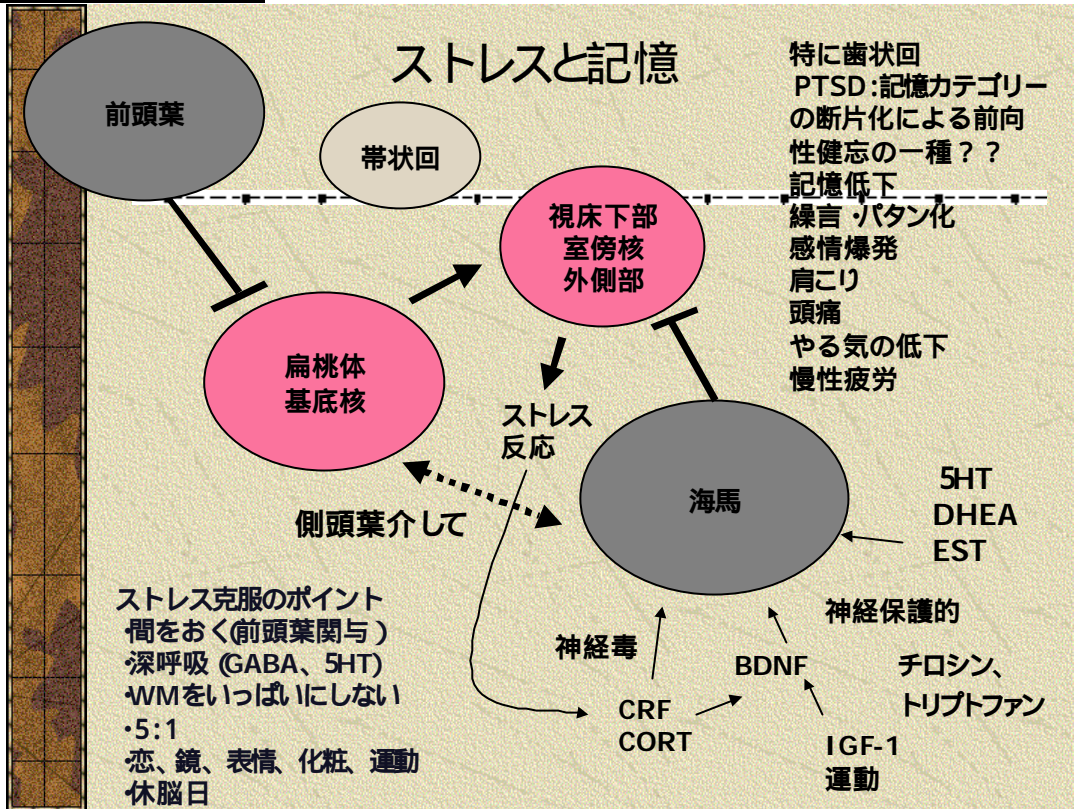 ストレスと記憶
前頭葉
帯状回
視床下部
室傍核
外側部
扁桃体
基底核
ストレス
反応
海馬
側頭葉介して
特に歯状回
PTSD:記憶カテゴリー
の断片化による前向
性健忘の一種??
記憶低下
繰言・パタン化
感情爆発
肩こり
頭痛
やる気の低下
慢性疲労
5HT
DHEA
EST
神経保護的
神経毒
BDNF
チロシン、
トリプトファン
CRF
CORT
IGF-1
運動
ストレス克服のポイント
・間をおく(前頭葉関与)
・深呼吸(GABA、5HT)
・WMをいっぱいにしない
・5:1
・恋、鏡、表情、化粧、運動
・休脳日